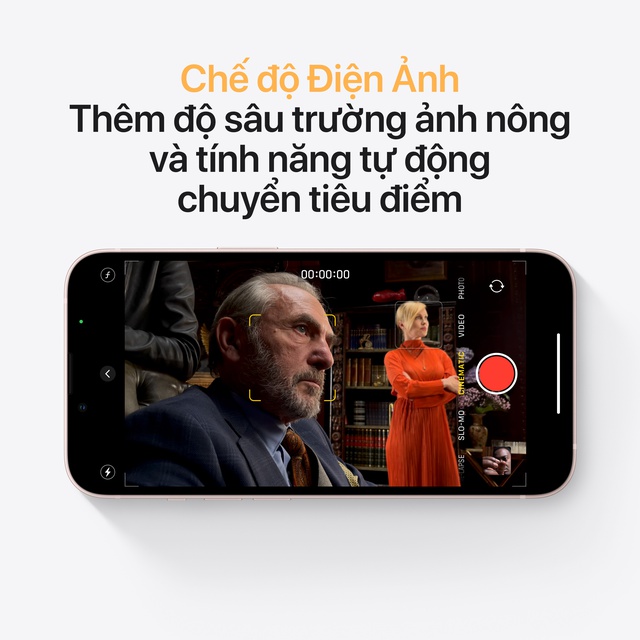 Chế độ Điện Ảnh
Thêm độ sâu trường ảnh nông
và tính năng tự động
chuyển tiêu điểm
00:00:00
PHOTO
VIDEO
CINEMATIC
SLO-MO
PSE